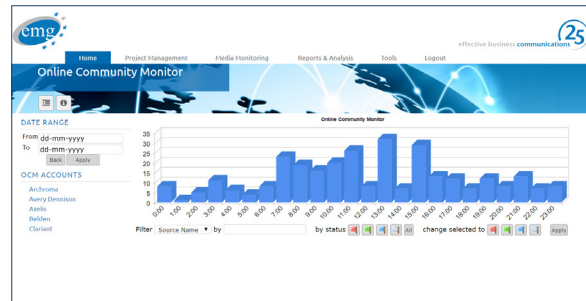 emg
25
effective business communications
Home Project Management Media Monitoring Reports & Analysis Tools Logout
Online Community Monitor
DATE RANGE
From dd-mm-yyyy
To dd-mm-yyyy
Back Apply
OCM ACCOUNTS
Archroma
Avery Dennison
Azelis
Belden
Clariant
Online Community Monitor
35
30
25
20
15
10
5
0
0:00 1:00 2:00 3:00 4:00 5:00 6:00 7:00 8:00 9:00 10:00 11:00 12:00 13:00 14:00 15:00 16:00 17:00 18:00 19:00 20:00 21:00 22:00 23:00
Filter Source Name by by status All change selected to Apply